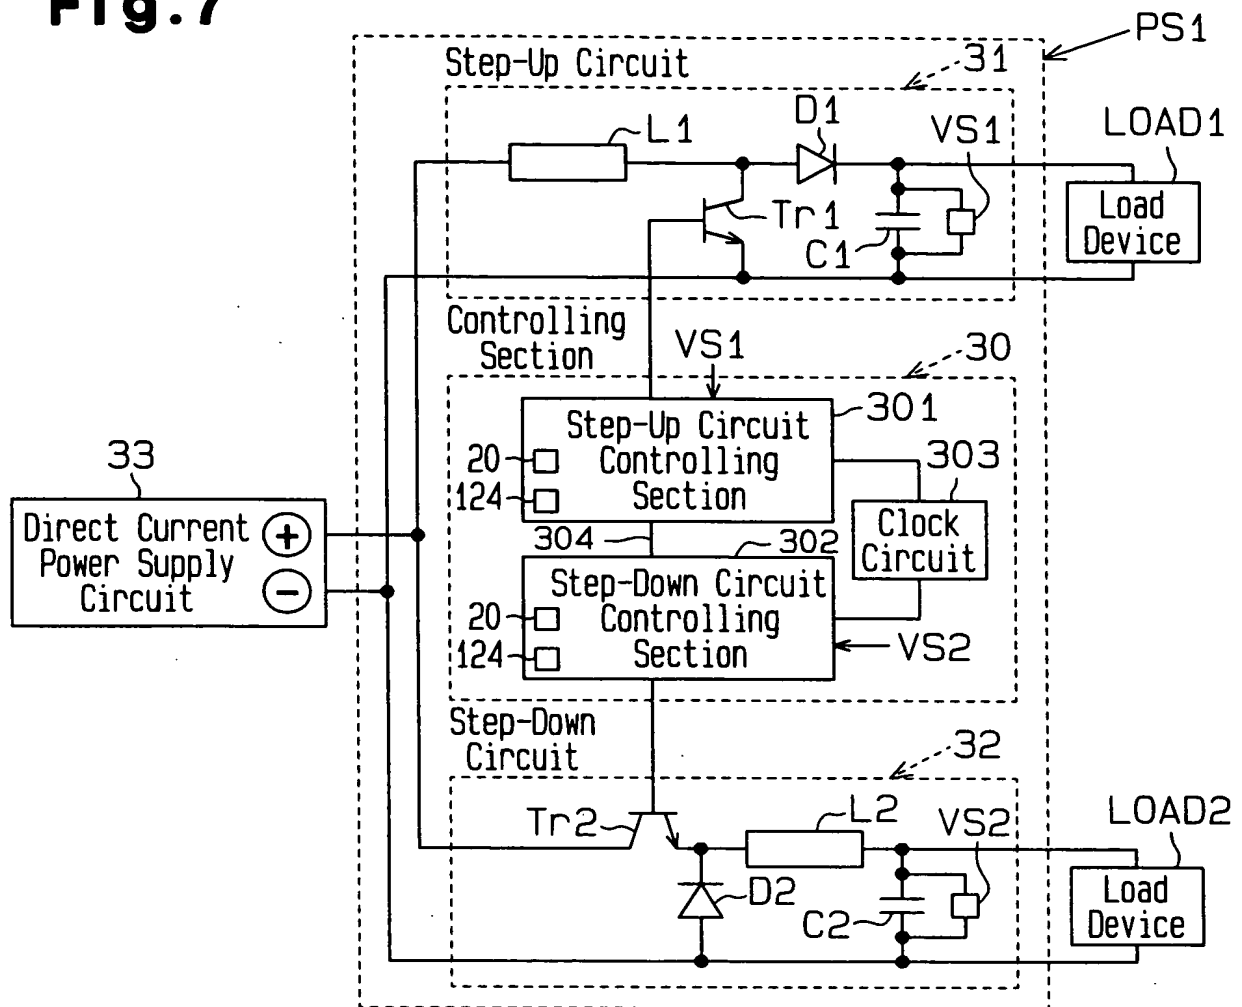 Fig.7
PS1
Step-Up Circuit
31
L1
D1
VS1
LOAD1
Tr1
C1
Load
Device
Controlling
Section
VS1
30
Step-Up Circuit
Controlling
Section
301
20
124
303
Clock
Circuit
33
Direct Current
Power Supply
Circuit
+
−
304
302
Step-Down Circuit
Controlling
Section
20
124
VS2
Step-Down
Circuit
32
Tr2
L2
VS2
LOAD2
D2
C2
Load
Device